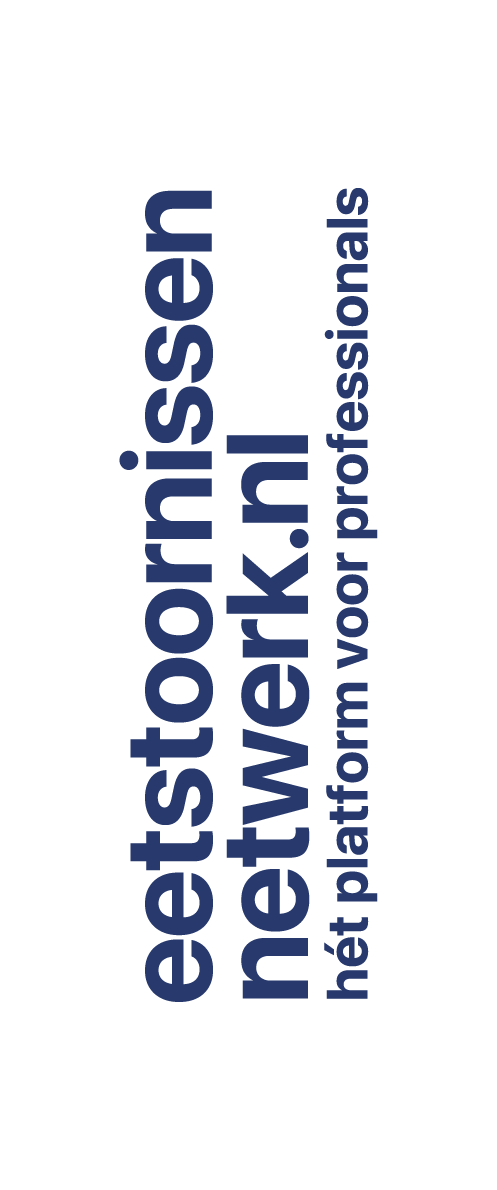 eetstoornissen
netwerk.nl
hét platform voor professionals